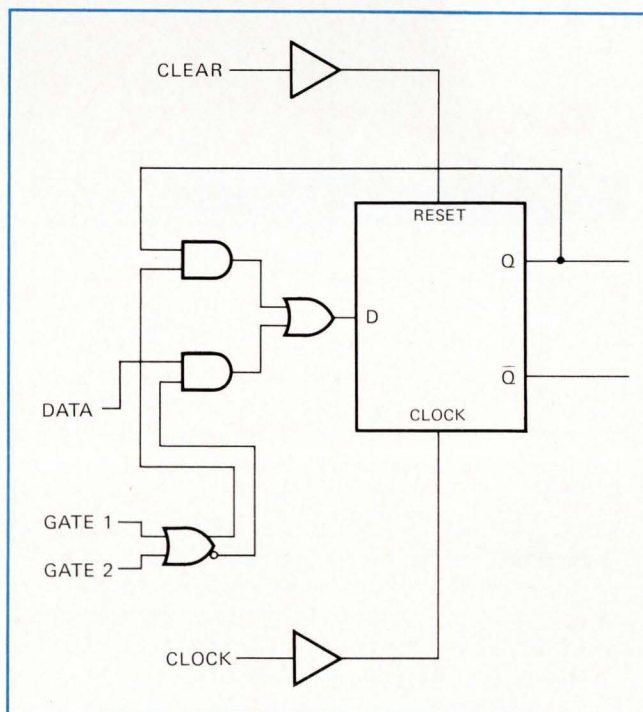 CLEAR
RESET
Q
D
Q̅
DATA
CLOCK
GATE 1
GATE 2
CLOCK